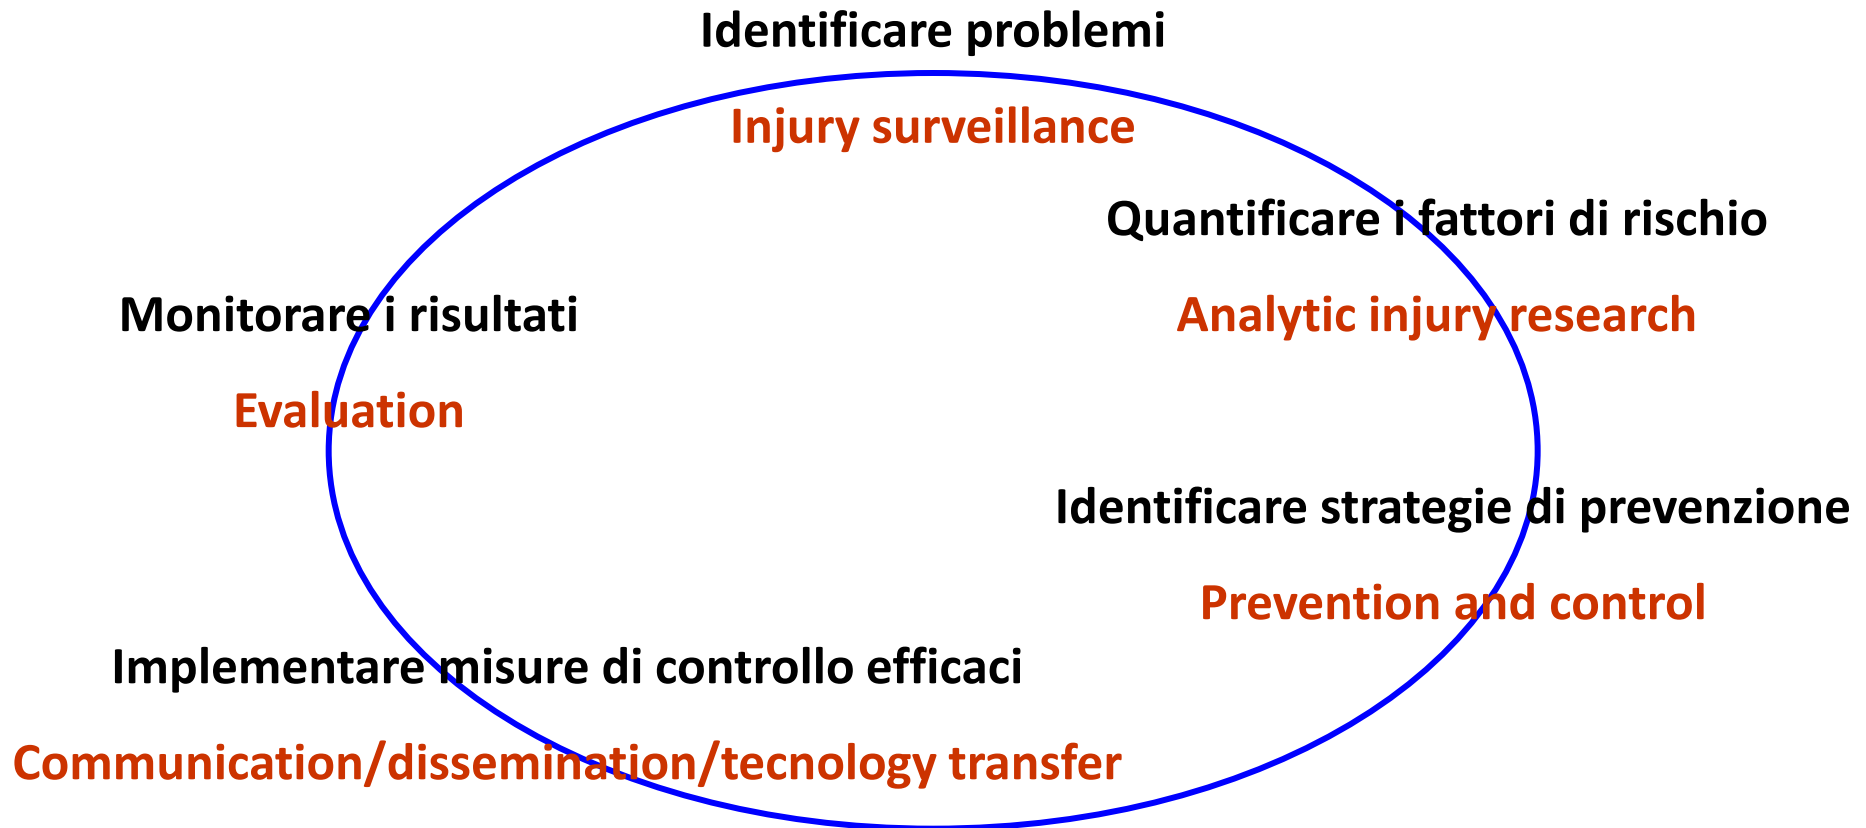 Identificare problemi
Injury surveillance
Quantificare i fattori di rischio
Analytic injury research
Identificare strategie di prevenzione
Prevention and control
Implementare misure di controllo efficaci
Communication/dissemination/tecnology transfer
Monitorare i risultati
Evaluation